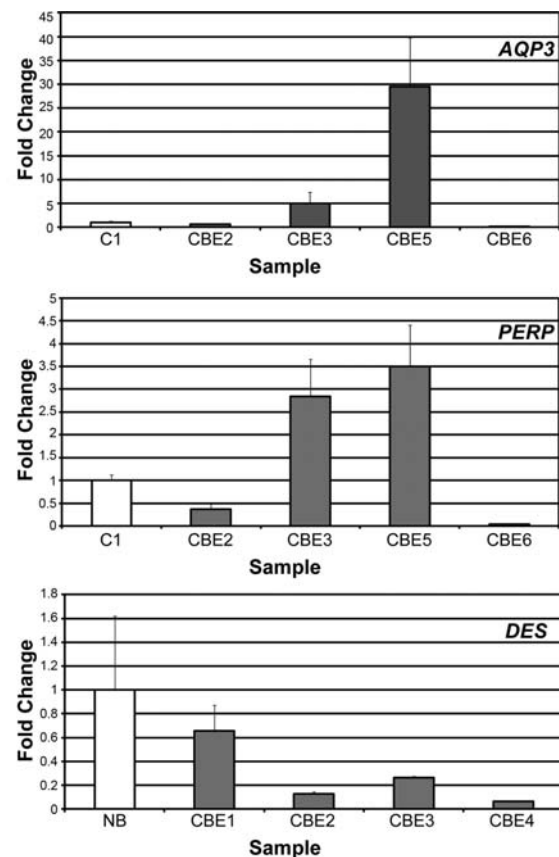 45
40
35
30
25
20
15
10
5
0
Fold Change
AQP3
C1 CBE2 CBE3 CBE5 CBE6
Sample
5
4.5
4
3.5
3
2.5
2
1.5
1
0.5
0
Fold Change
PERP
C1 CBE2 CBE3 CBE5 CBE6
Sample
1.8
1.6
1.4
1.2
1
0.8
0.6
0.4
0.2
0
Fold Change
DES
NB CBE1 CBE2 CBE3 CBE4
Sample